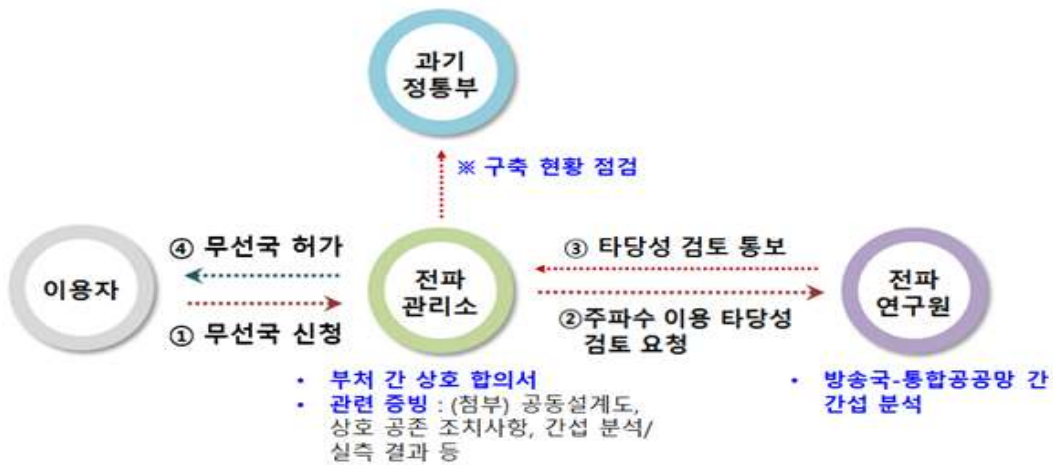 과기
정통부
※ 구축 현황 점검
④ 무선국 허가
③ 타당성 검토 통보
이용자
전파
관리소
전파
연구원
① 무선국 신청
②주파수 이용 타당성
검토 요청
• 부처 간 상호 합의서
• 관련 증빙 : (첨부) 공동설계도,
상호 공존 조치사항, 간섭 분석/
실측 결과 등
• 방송국-통합공공망 간
간섭 분석